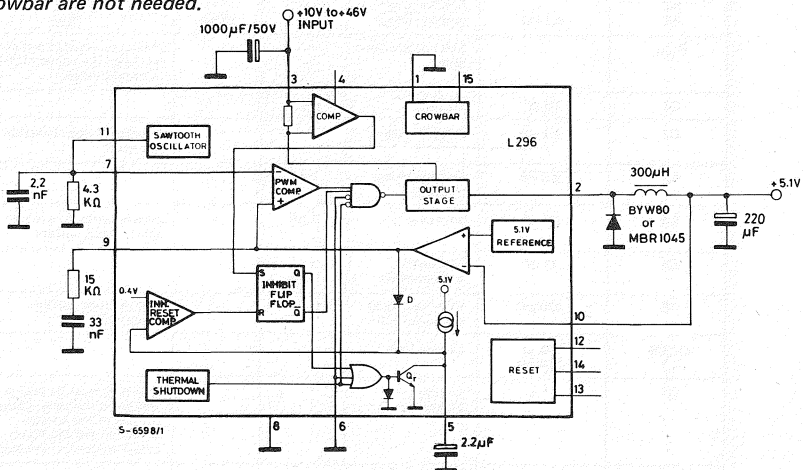 owbar are not needed.
+10V to+46V
INPUT
1000µF/50V
3
4
1
15
COMP
CROWBAR
L296
11
SAWTOOTH
OSCILLATOR
7
2.2
nF
4.3
KΩ
-
PWM
COMP
+
OUTPUT
STAGE
2
300µH
+5.1V
BYW80
or
MBR1045
220
µF
9
+
-
5.1V
REFERENCE
15
KΩ
33
nF
0.4V
INH.
RESET
COMP.
S Q
INHIBIT
FLIP
FLOP
R Q̅
D
5.1V
10
12
RESET
14
13
THERMAL
SHUTDOWN
QT
S-6598/1
8
6
5
2.2µF